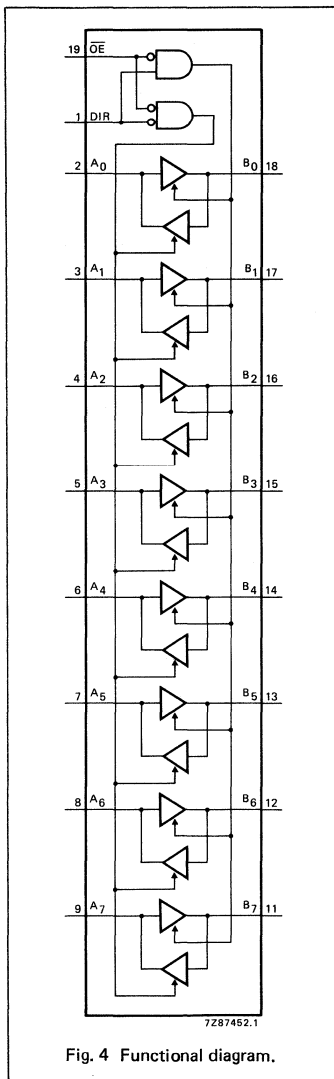 19 OE
1 DIR
2 A0 B0 18
3 A1 B1 17
4 A2 B2 16
5 A3 B3 15
6 A4 B4 14
7 A5 B5 13
8 A6 B6 12
9 A7 B7 11
7Z87452.1
Fig. 4 Functional diagram.